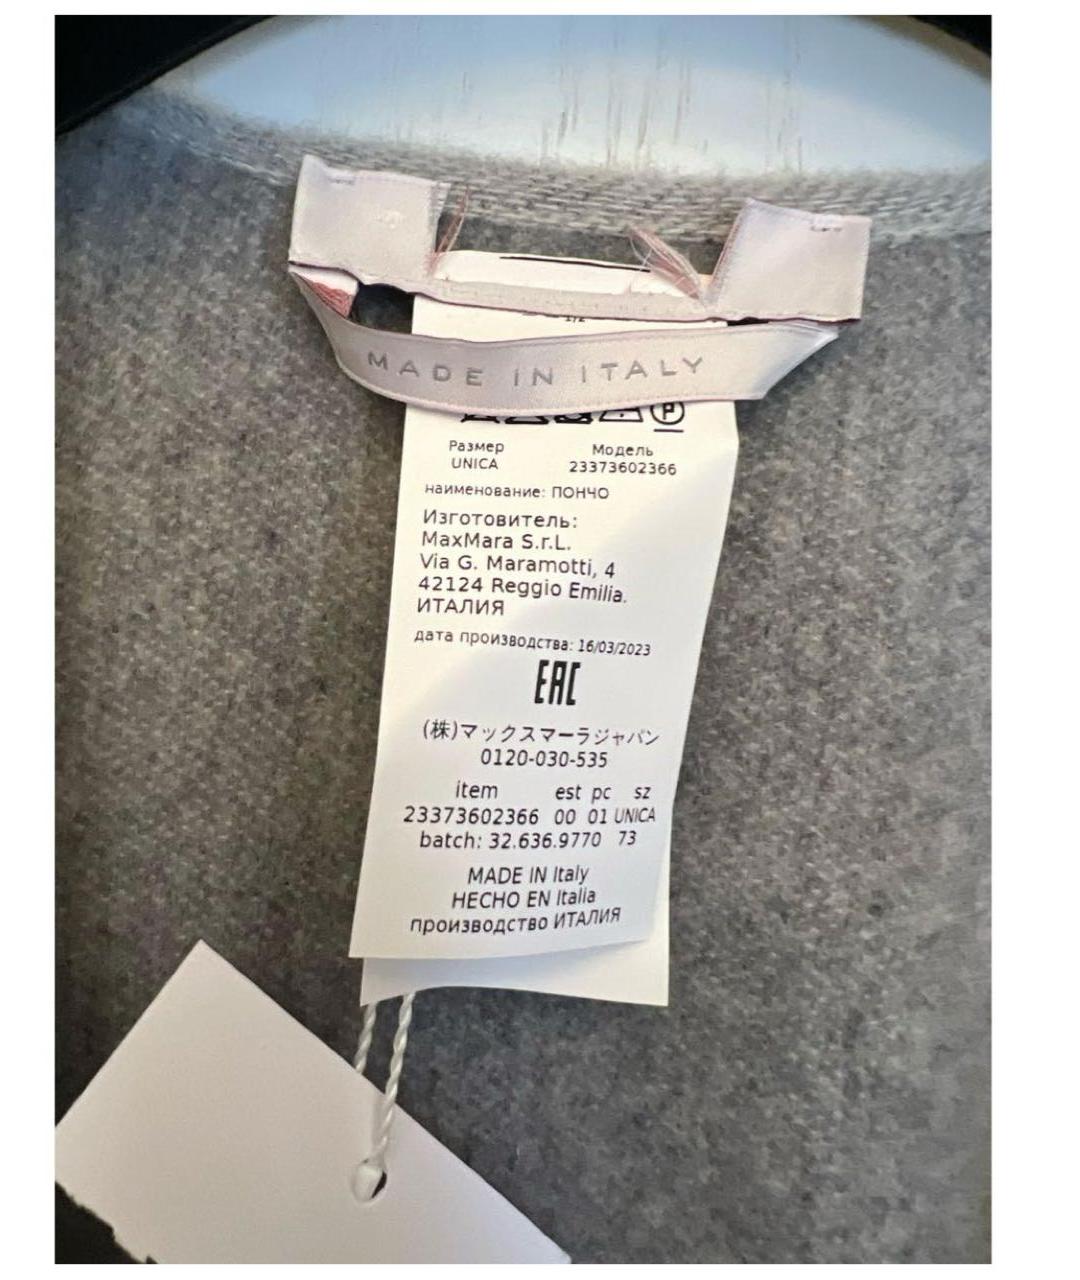 MADE IN ITALY
Размер Модель
UNICA 23373602366
наименование: ПОНЧО
Изготовитель:
MaxMara S.r.L.
Via G. Maramotti, 4
42124 Reggio Emilia.
ИТАЛИЯ
дата производства: 16/03/2023
EAC
(株)マックスマーラジャパン
0120-030-535
item est pc sz
23373602366 00 01 UNICA
batch: 32.636.9770 73
MADE IN Italy
HECHO EN Italia
производство ИТАЛИЯ